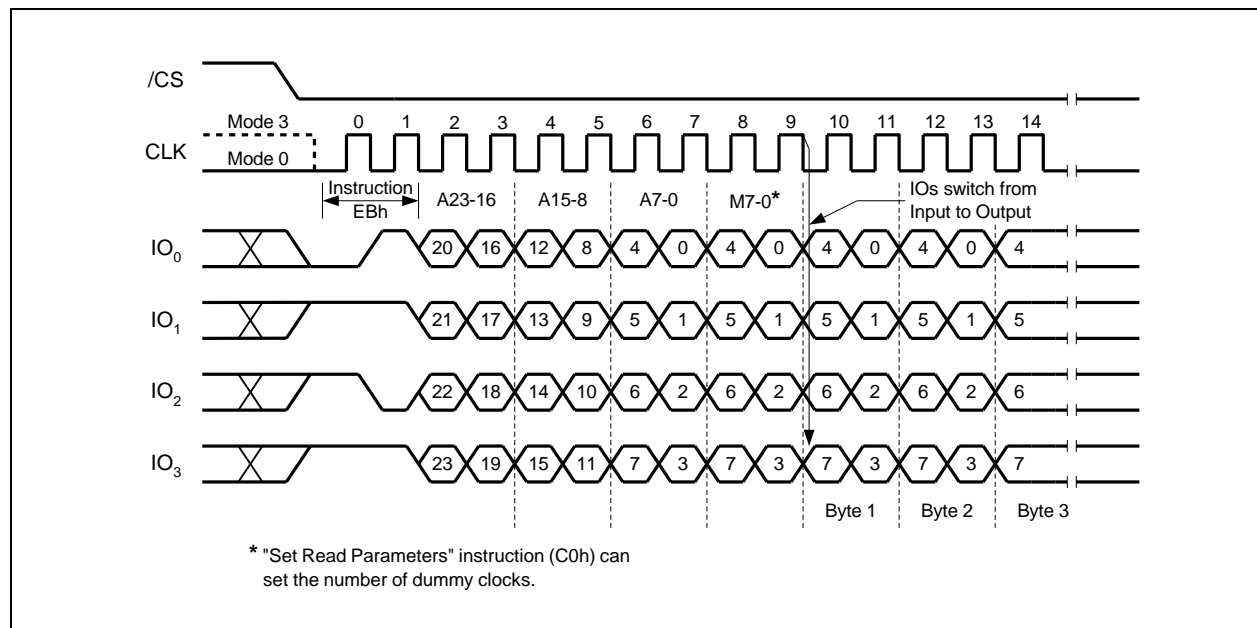 /CS
Mode 3 0 1 2 3 4 5 6 7 8 9 10 11 12 13 14
CLK Mode 0
Instruction EBh A23-16 A15-8 A7-0 M7-0* IOs switch from Input to Output
IO0 20 16 12 8 4 0 4 0 4 0 4 0 4
IO1 21 17 13 9 5 1 5 1 5 1 5 1 5
IO2 22 18 14 10 6 2 6 2 6 2 6 2 6
IO3 23 19 15 11 7 3 7 3 7 3 7 3 7
Byte 1 Byte 2 Byte 3
* "Set Read Parameters" instruction (C0h) can
set the number of dummy clocks.